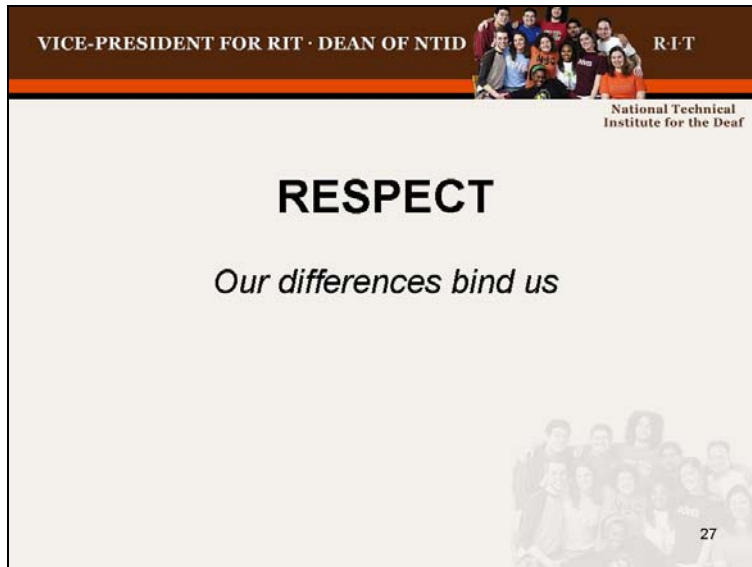 VICE-PRESIDENT FOR RIT · DEAN OF NTID
R·I·T
National Technical
Institute for the Deaf
RESPECT
Our differences bind us
27